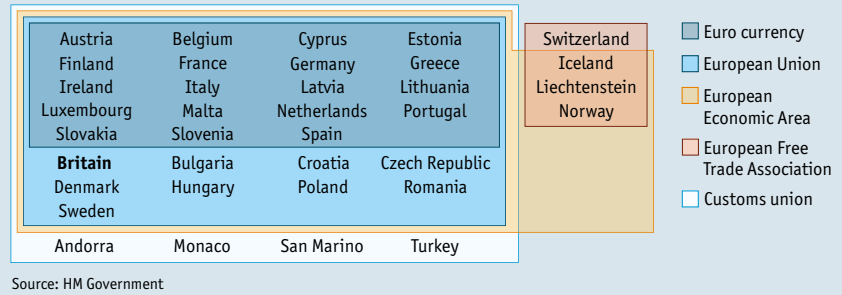 Austria Belgium Cyprus Estonia Switzerland
Finland France Germany Greece Iceland
Ireland Italy Latvia Lithuania Liechtenstein
Luxembourg Malta Netherlands Portugal Norway
Slovakia Slovenia Spain
Britain Bulgaria Croatia Czech Republic
Denmark Hungary Poland Romania
Sweden
Andorra Monaco San Marino Turkey
Euro currency
European Union
European
Economic Area
European Free
Trade Association
Customs union
Source: HM Government